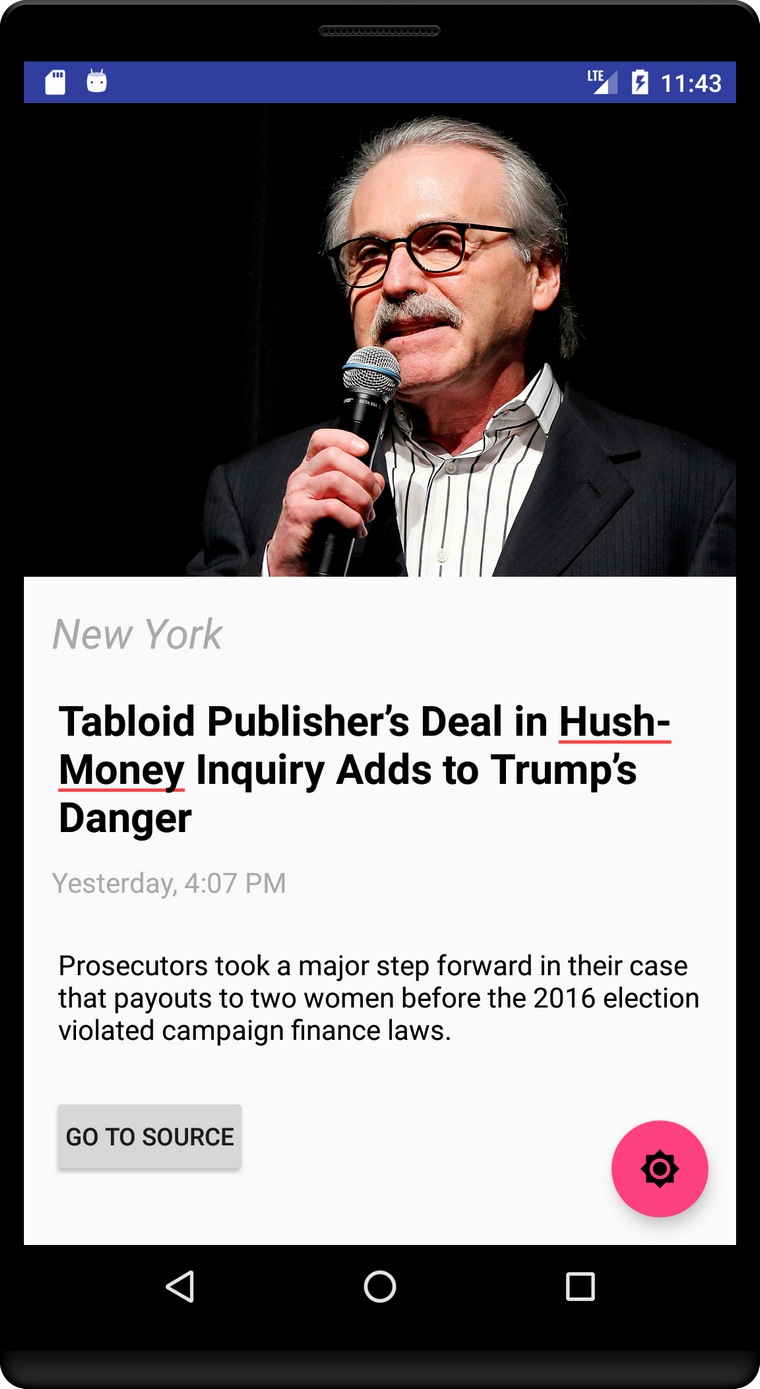 LTE 11:43
New York
Tabloid Publisher’s Deal in Hush-
Money Inquiry Adds to Trump’s
Danger
Yesterday, 4:07 PM
Prosecutors took a major step forward in their case
that payouts to two women before the 2016 election
violated campaign finance laws.
GO TO SOURCE